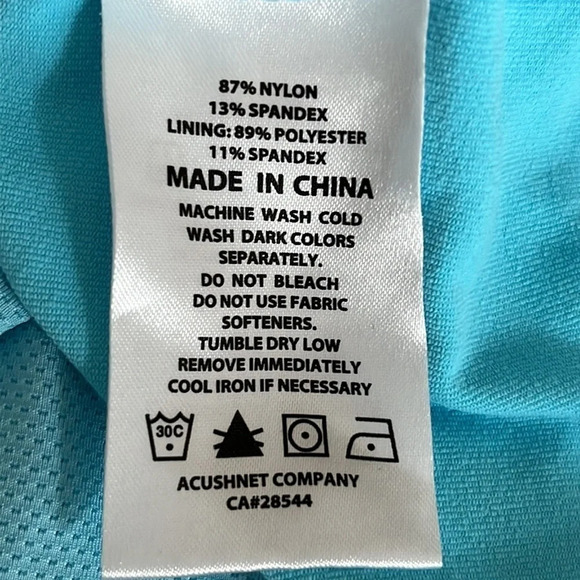 87% NYLON
13% SPANDEX
LINING: 89% POLYESTER
11% SPANDEX
MADE IN CHINA
MACHINE WASH COLD
WASH DARK COLORS
SEPARATELY.
DO NOT BLEACH
DO NOT USE FABRIC
SOFTENERS.
TUMBLE DRY LOW
REMOVE IMMEDIATELY
COOL IRON IF NECESSARY
30C
ACUSHNET COMPANY
CA#28544